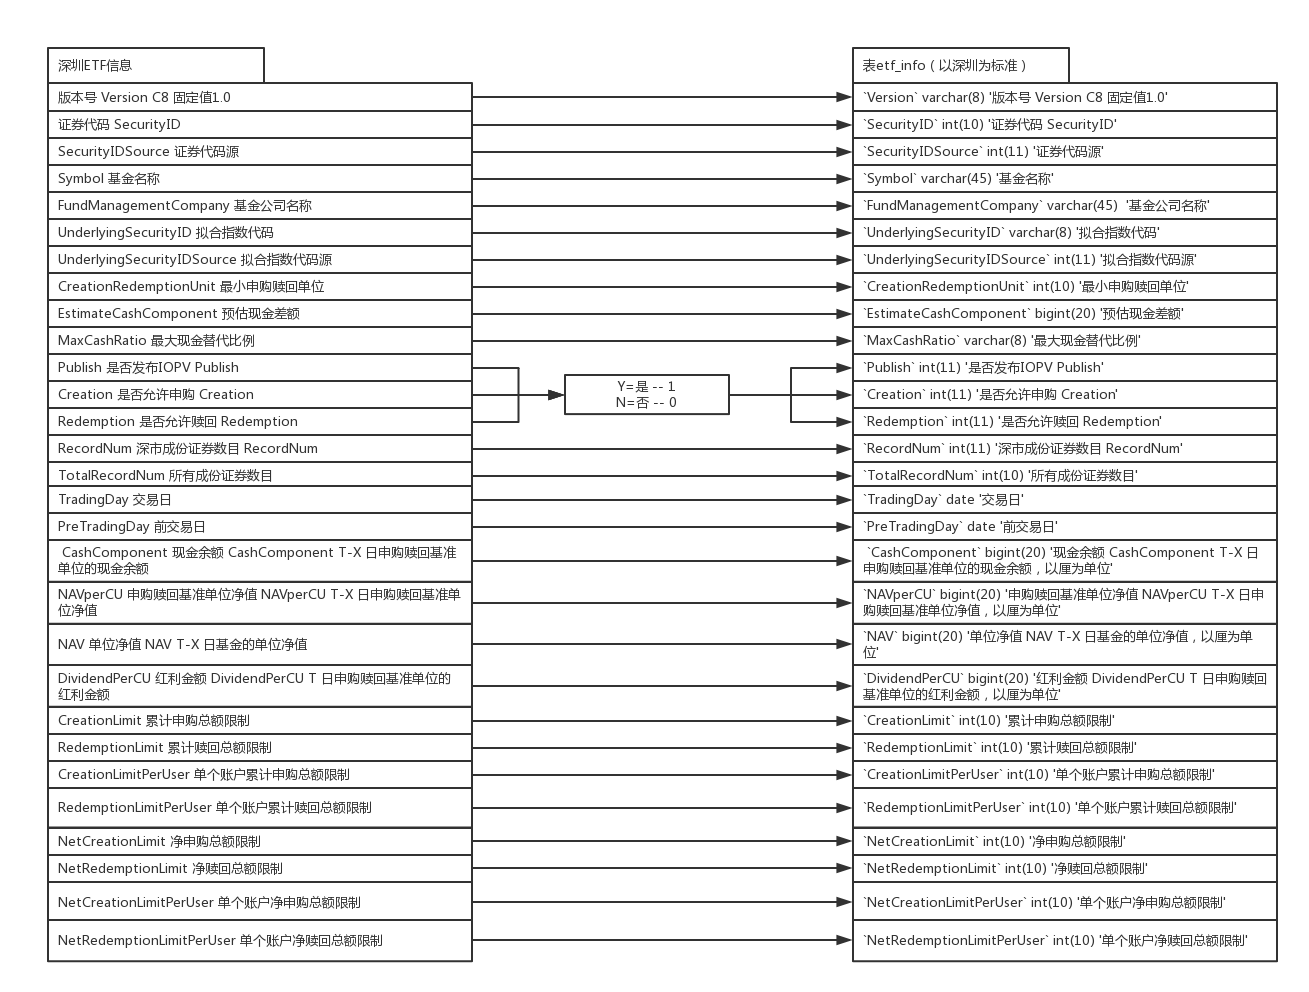 深圳ETF信息
版本号 Version C8 固定值1.0
证券代码 SecurityID
SecurityIDSource 证券代码源
Symbol 基金名称
FundManagementCompany 基金公司名称
UnderlyingSecurityID 拟合指数代码
UnderlyingSecurityIDSource 拟合指数代码源
CreationRedemptionUnit 最小申购赎回单位
EstimateCashComponent 预估现金差额
MaxCashRatio 最大现金替代比例
Publish 是否发布IOPV Publish
Creation 是否允许申购 Creation
Redemption 是否允许赎回 Redemption
RecordNum 深市成份证券数目 RecordNum
TotalRecordNum 所有成份证券数目
TradingDay 交易日
PreTradingDay 前交易日
CashComponent 现金余额 CashComponent T-X 日申购赎回基准
单位的现金余额
NAVperCU 申购赎回基准单位净值 NAVperCU T-X 日申购赎回基准单
位净值
NAV 单位净值 NAV T-X 日基金的单位净值
DividendPerCU 红利金额 DividendPerCU T 日申购赎回基准单位的
红利金额
CreationLimit 累计申购总额限制
RedemptionLimit 累计赎回总额限制
CreationLimitPerUser 单个账户累计申购总额限制
RedemptionLimitPerUser 单个账户累计赎回总额限制
NetCreationLimit 净申购总额限制
NetRedemptionLimit 净赎回总额限制
NetCreationLimitPerUser 单个账户净申购总额限制
NetRedemptionLimitPerUser 单个账户净赎回总额限制
Y=是 -- 1
N=否 -- 0
表etf_info（以深圳为标准）
`Version` varchar(8) '版本号 Version C8 固定值1.0'
`SecurityID` int(10) '证券代码 SecurityID'
`SecurityIDSource` int(11) '证券代码源'
`Symbol` varchar(45) '基金名称'
`FundManagementCompany` varchar(45)  '基金公司名称'
`UnderlyingSecurityID` varchar(8) '拟合指数代码'
`UnderlyingSecurityIDSource` int(11) '拟合指数代码源'
`CreationRedemptionUnit` int(10) '最小申购赎回单位'
`EstimateCashComponent` bigint(20) '预估现金差额'
`MaxCashRatio` varchar(8) '最大现金替代比例'
`Publish` int(11) '是否发布IOPV Publish'
`Creation` int(11) '是否允许申购 Creation'
`Redemption` int(11) '是否允许赎回 Redemption'
`RecordNum` int(11) '深市成份证券数目 RecordNum'
`TotalRecordNum` int(10) '所有成份证券数目'
`TradingDay` date '交易日'
`PreTradingDay` date '前交易日'
`CashComponent` bigint(20) '现金余额 CashComponent T-X 日
申购赎回基准单位的现金余额，以厘为单位'
`NAVperCU` bigint(20) '申购赎回基准单位净值 NAVperCU T-X 日申
购赎回基准单位净值，以厘为单位'
`NAV` bigint(20) '单位净值 NAV T-X 日基金的单位净值，以厘为单
位'
`DividendPerCU` bigint(20) '红利金额 DividendPerCU T 日申购赎回
基准单位的红利金额，以厘为单位'
`CreationLimit` int(10) '累计申购总额限制'
`RedemptionLimit` int(10) '累计赎回总额限制'
`CreationLimitPerUser` int(10) '单个账户累计申购总额限制'
`RedemptionLimitPerUser` int(10) '单个账户累计赎回总额限制'
`NetCreationLimit` int(10) '净申购总额限制'
`NetRedemptionLimit` int(10) '净赎回总额限制'
`NetCreationLimitPerUser` int(10) '单个账户净申购总额限制'
`NetRedemptionLimitPerUser` int(10) '单个账户净赎回总额限制'